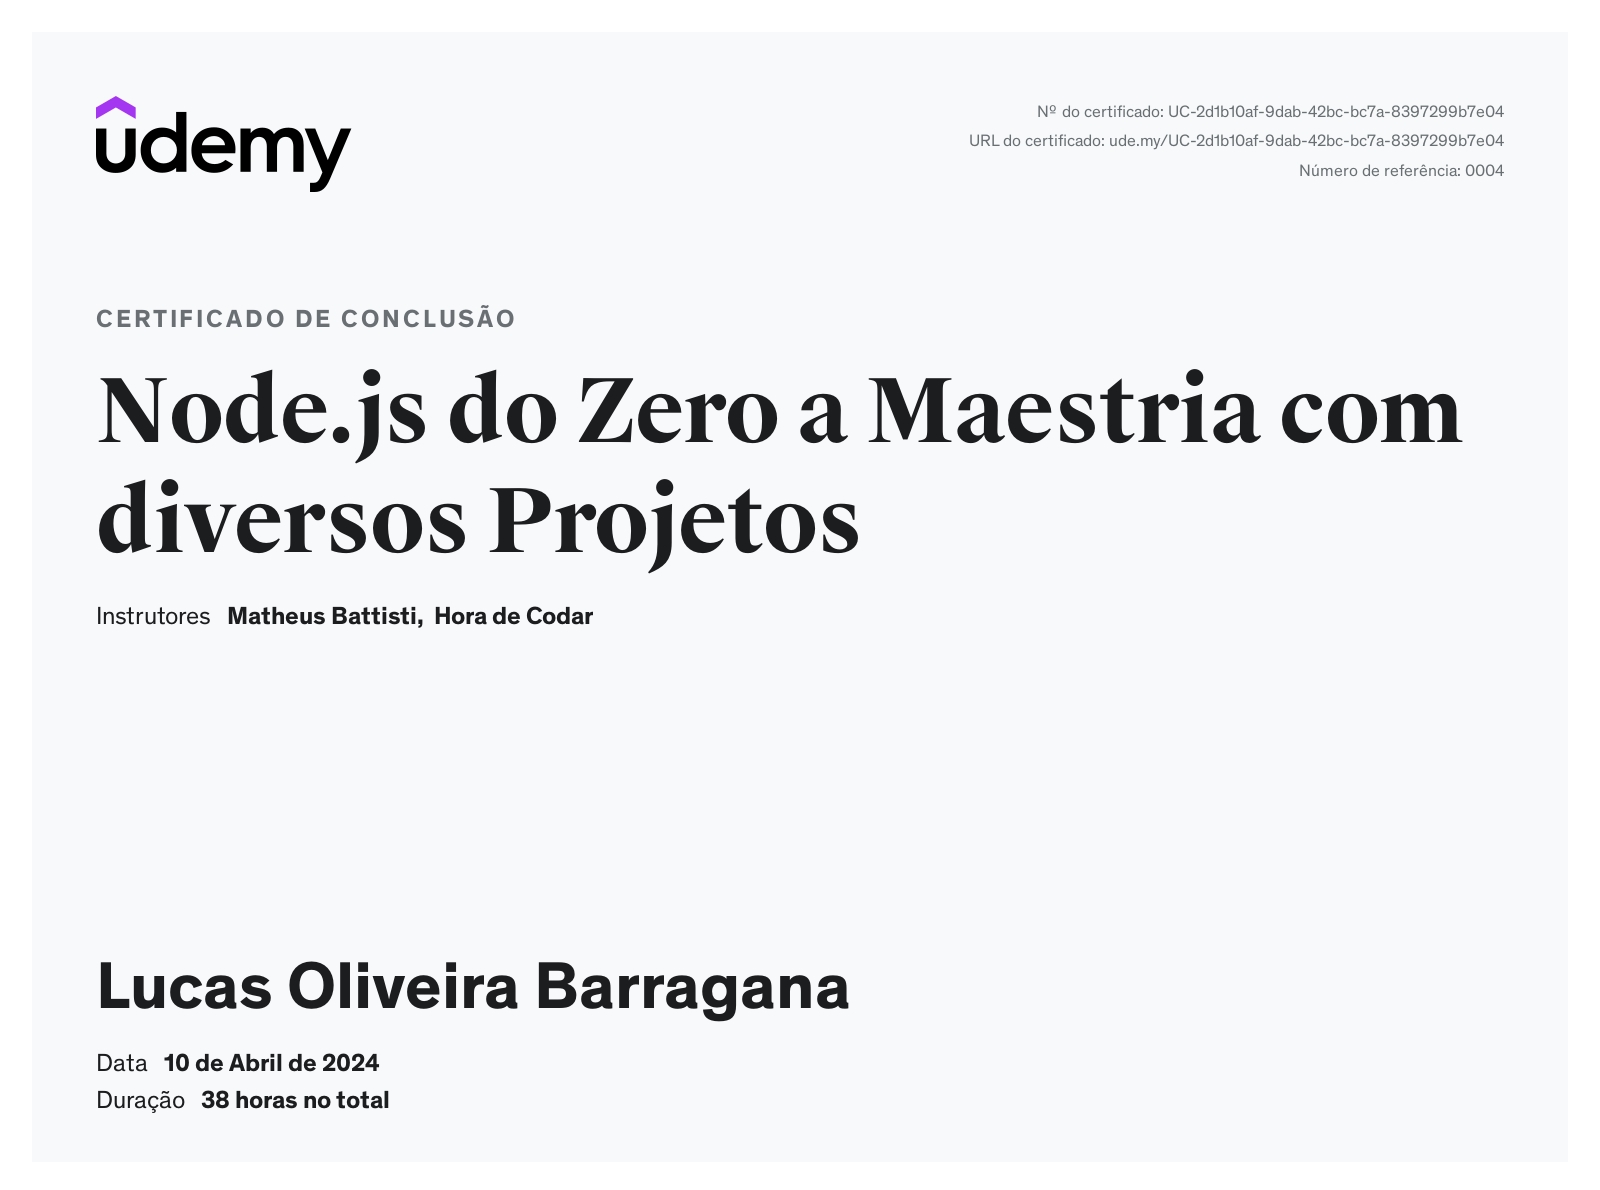 udemy
Nº do certificado: UC-2d1b10af-9dab-42bc-bc7a-8397299b7e04
URL do certificado: ude.my/UC-2d1b10af-9dab-42bc-bc7a-8397299b7e04
Número de referência: 0004
CERTIFICADO DE CONCLUSÃO
Node.js do Zero a Maestria com
diversos Projetos
Instrutores Matheus Battisti, Hora de Codar
Lucas Oliveira Barragana
Data 10 de Abril de 2024
Duração 38 horas no total